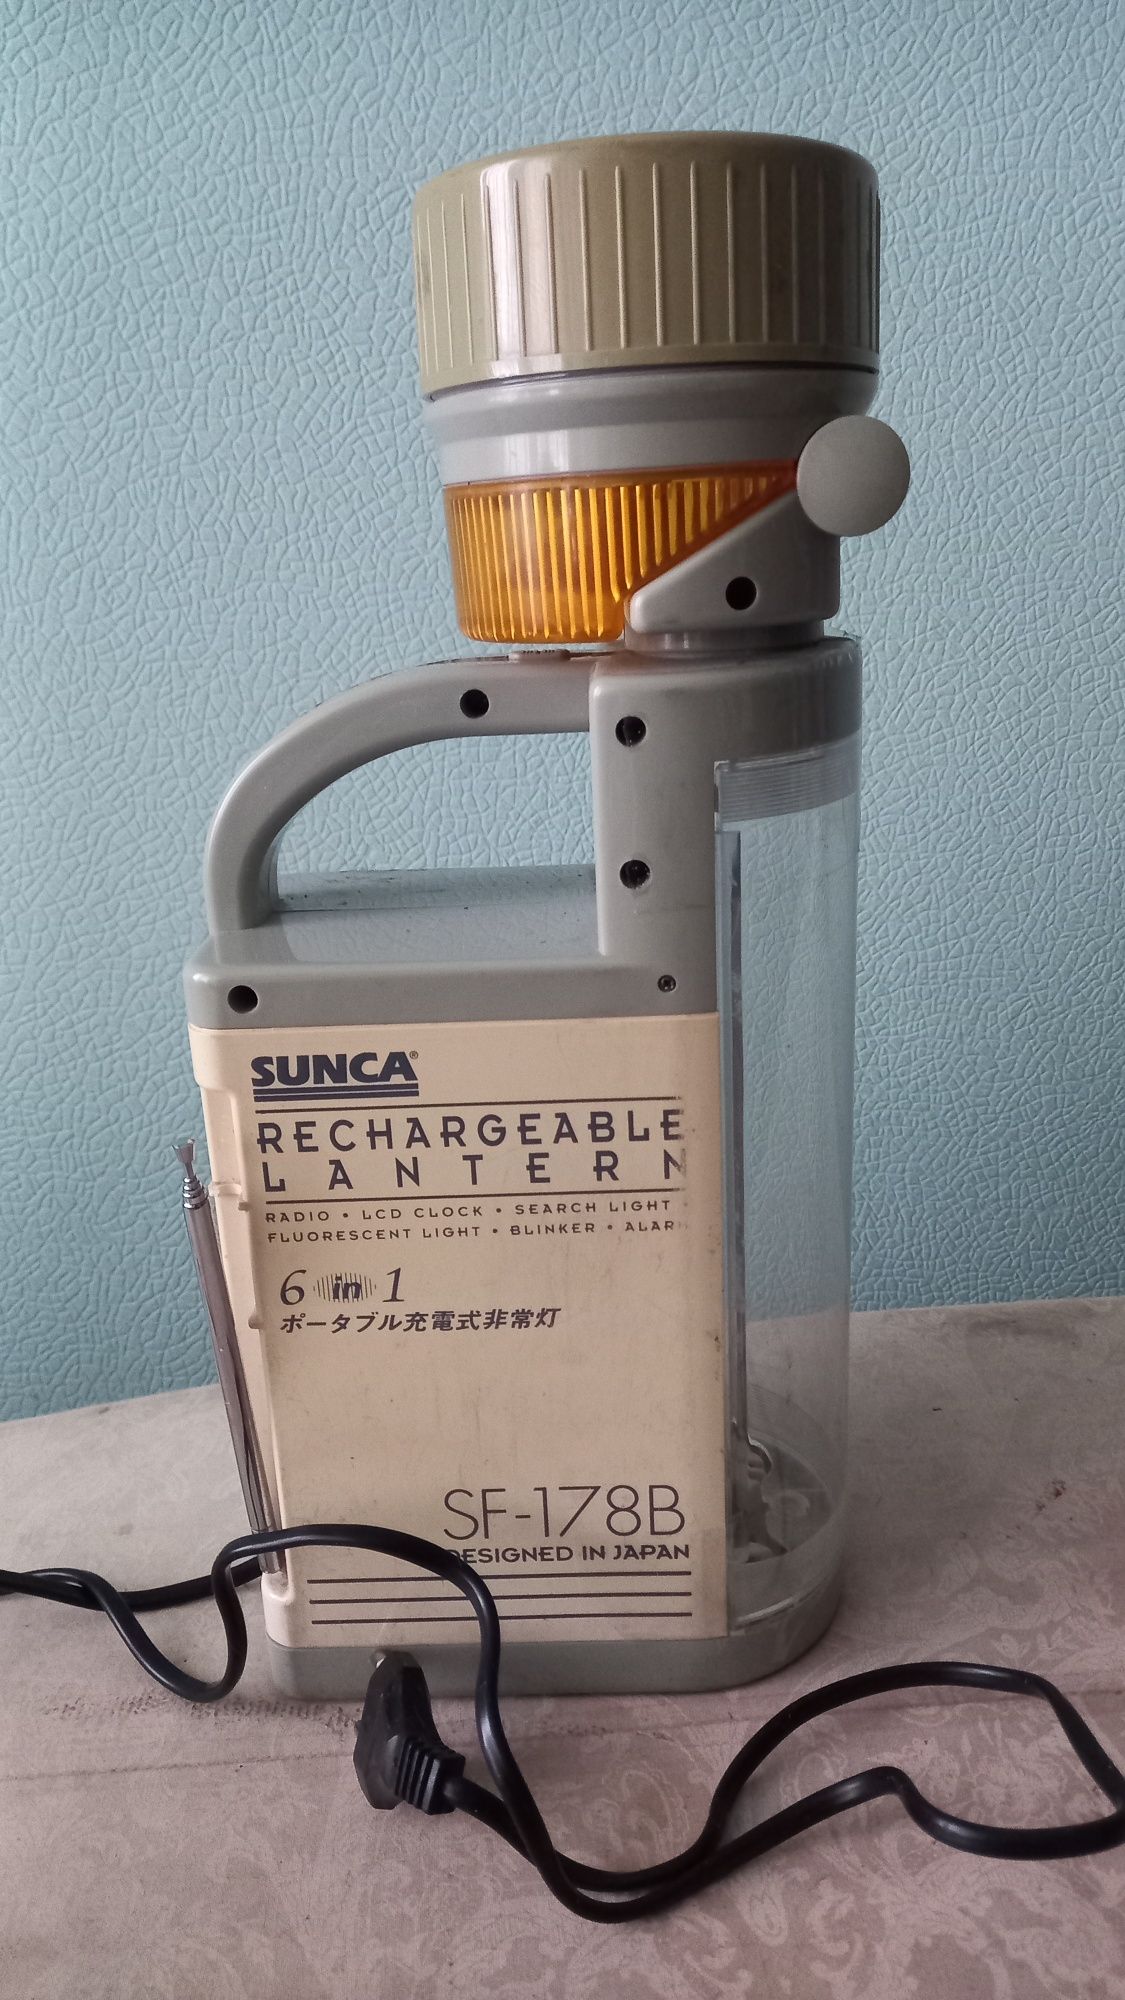 SUNCA®
RECHARGEABLE
LANTERN
RADIO • LCD CLOCK • SEARCH LIGHT •
FLUORESCENT LIGHT • BLINKER • ALAR
6 in 1
ポータブル充電式非常灯
SF-178B
DESIGNED IN JAPAN